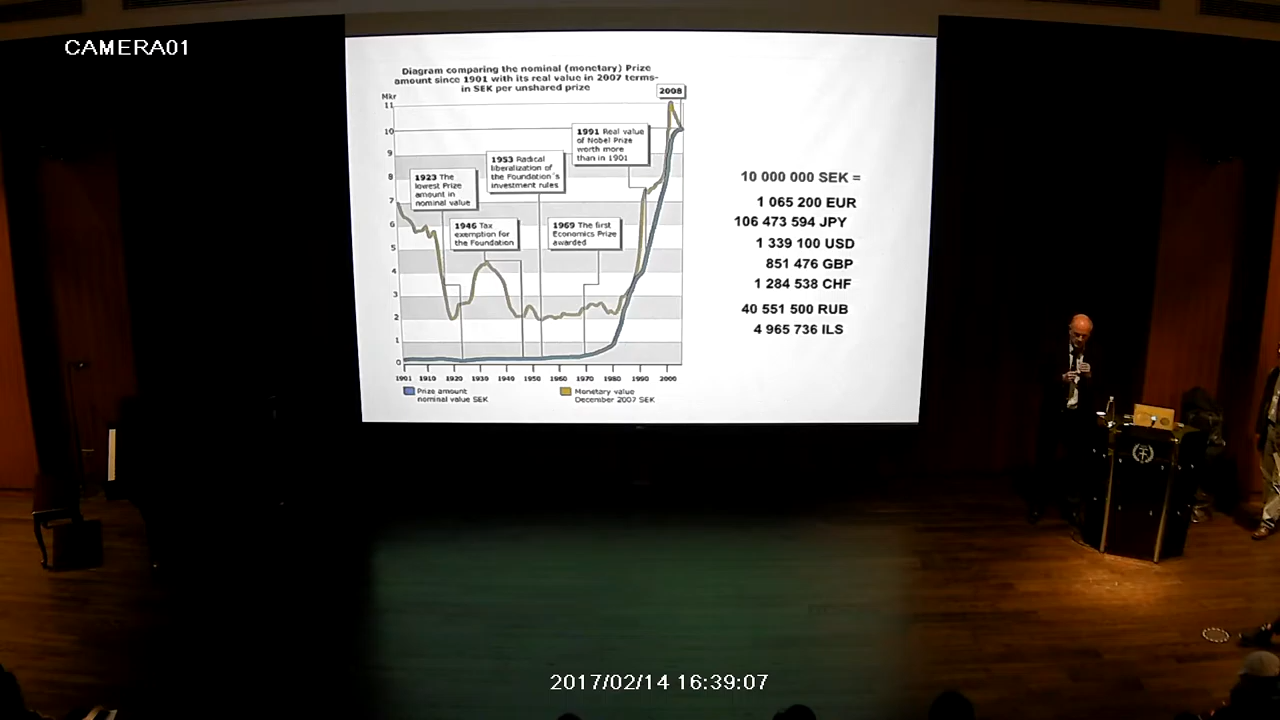 CAMERA01
Diagram comparing the nominal (monetary) Prize
amount since 1901 with its real value in 2007 terms-
in SEK per unshared prize
Mkr
2008
11
10
9
8
7
6
5
4
3
2
1
0
1991 Real value
of Nobel Prize
worth more
than in 1901
1953 Radical
liberalization of
the Foundation's
investment rules
1923 The
lowest Prize
amount in
nominal value
1946 Tax
exemption for
the Foundation
1969 The first
Economics Prize
awarded
1901 1910 1920 1930 1940 1950 1960 1970 1980 1990 2000
Prize amount
nominal value SEK
Monetary value
December 2007 SEK
10 000 000 SEK =
1 065 200 EUR
106 473 594 JPY
1 339 100 USD
851 476 GBP
1 284 538 CHF
40 551 500 RUB
4 965 736 ILS
2017/02/14 16:39:07